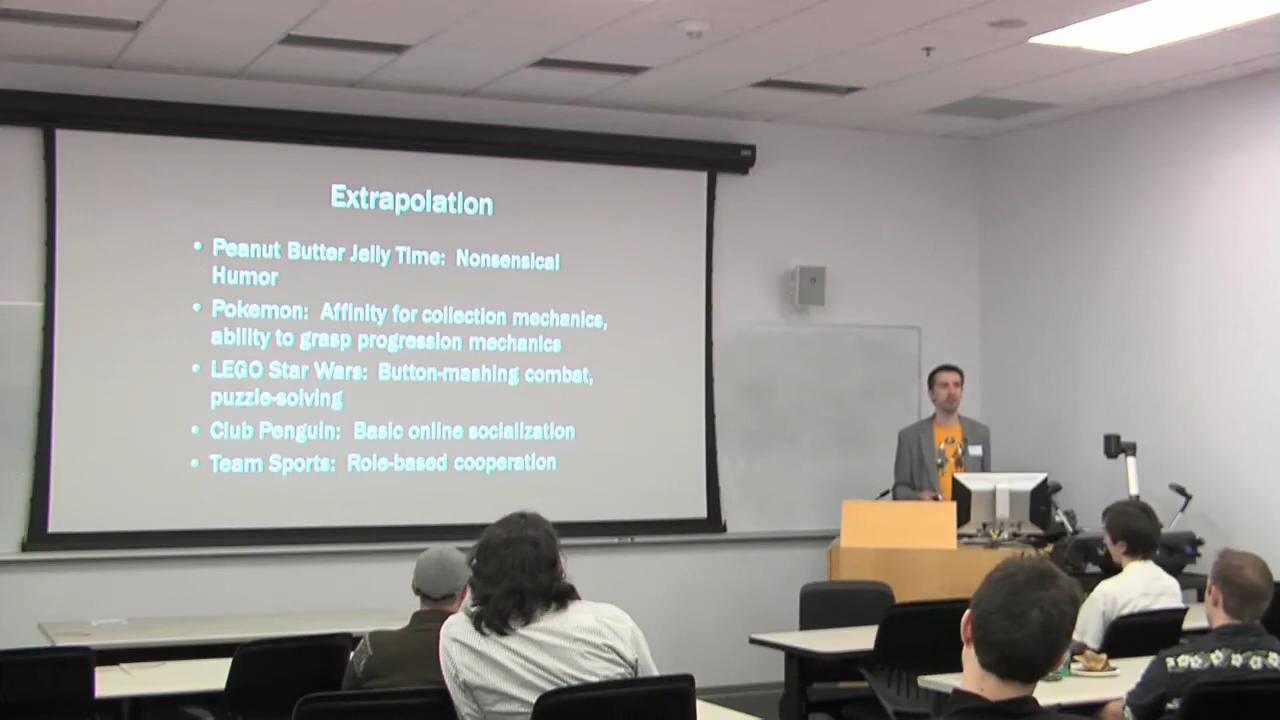 Extrapolation
• Peanut Butter Jelly Time: Nonsensical
Humor
• Pokemon: Affinity for collection mechanics,
ability to grasp progression mechanics
• LEGO Star Wars: Button-mashing combat,
puzzle-solving
• Club Penguin: Basic online socialization
• Team Sports: Role-based cooperation